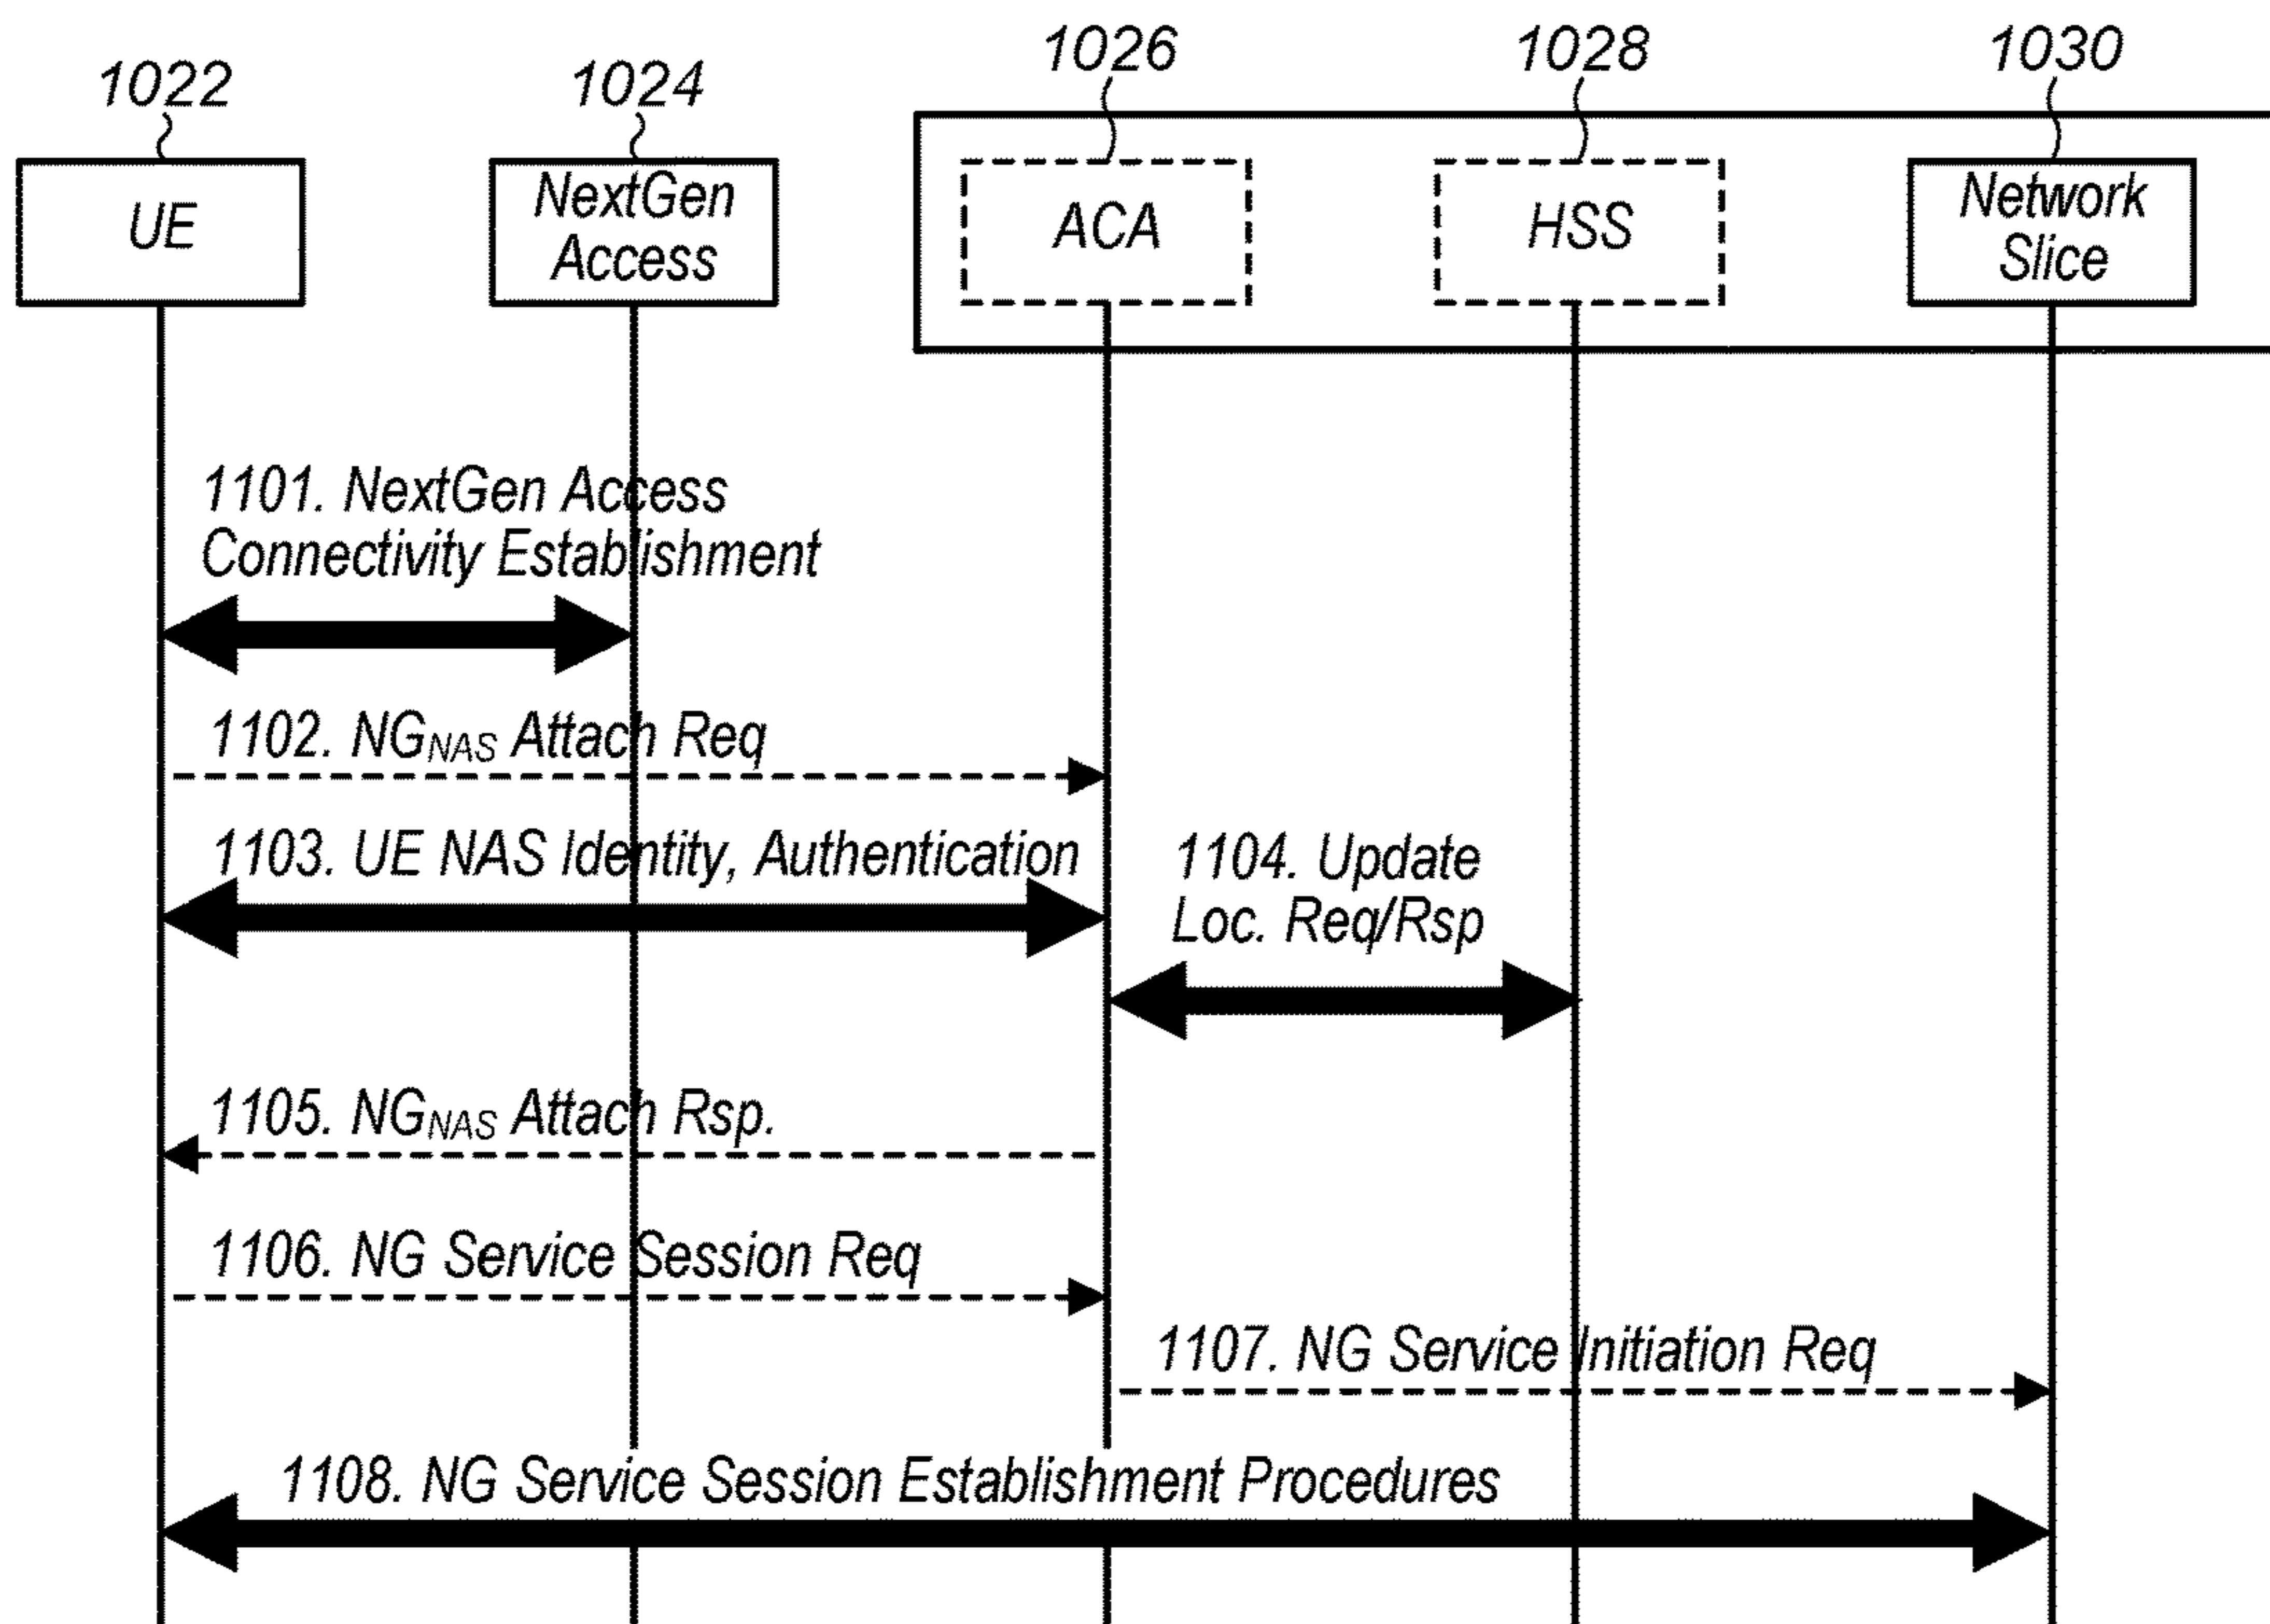 1022
1024
1026
1028
1030
UE
NextGen
Access
ACA
HSS
Network
Slice
1101. NextGen Access
Connectivity Establishment
1102. NGNAS Attach Req
1103. UE NAS Identity, Authentication
1104. Update
Loc. Req/Rsp
1105. NGNAS Attach Rsp.
1106. NG Service Session Req
1107. NG Service Initiation Req
1108. NG Service Session Establishment Procedures